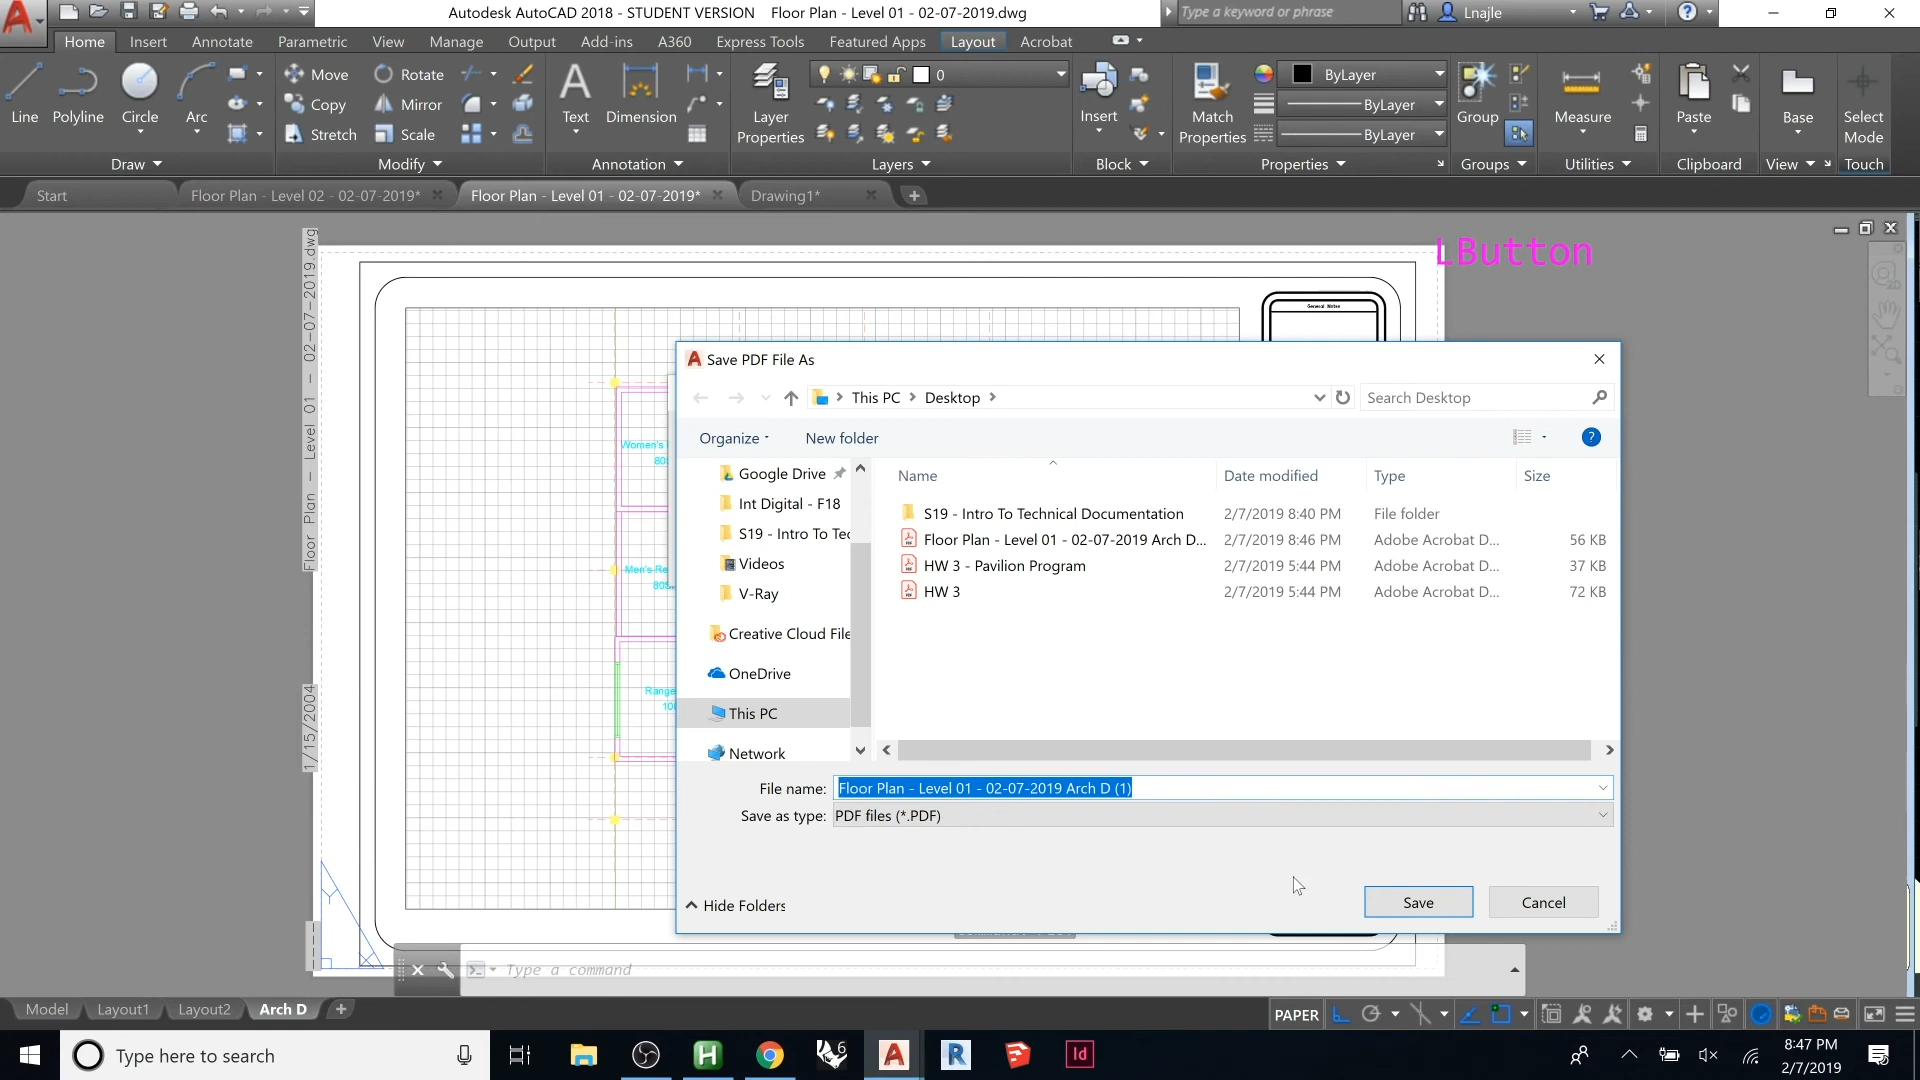 Autodesk AutoCAD 2018 - STUDENT VERSION    Floor Plan - Level 01 - 02-07-2019.dwg
Type a keyword or phrase
Lnajle
Home Insert Annotate Parametric View Manage Output Add-ins A360 Express Tools Featured Apps Layout Acrobat
Move Rotate
Copy Mirror
Stretch Scale
Line Polyline Circle Arc
Text Dimension
Layer
Properties
0
Insert
Match
Properties
ByLayer
ByLayer
ByLayer
Group
Measure
Paste
Base
Select
Mode
Draw Modify Annotation Layers Block Properties Groups Utilities Clipboard View Touch
Start
Floor Plan - Level 02 - 02-07-2019*
Floor Plan - Level 01 - 02-07-2019*
Drawing1*
LButton
Floor Plan - Level 01 - 02-07-2019.dwg
1/15/2004
General Notes
Women's
80
Men's Re
80S
Range
10
Save PDF File As
This PC > Desktop >
Search Desktop
Organize
New folder
Google Drive
Int Digital - F18
S19 - Intro To Tec
Videos
V-Ray
Creative Cloud File
OneDrive
This PC
Network
Name Date modified Type Size
S19 - Intro To Technical Documentation 2/7/2019 8:40 PM File folder
Floor Plan - Level 01 - 02-07-2019 Arch D... 2/7/2019 8:46 PM Adobe Acrobat D... 56 KB
HW 3 - Pavilion Program 2/7/2019 5:44 PM Adobe Acrobat D... 37 KB
HW 3 2/7/2019 5:44 PM Adobe Acrobat D... 72 KB
File name: Floor Plan - Level 01 - 02-07-2019 Arch D (1)
Save as type: PDF files (*.PDF)
Hide Folders
Save
Cancel
Type a command
Model Layout1 Layout2 Arch D +
PAPER
Type here to search
6
R
Id
8:47 PM
2/7/2019